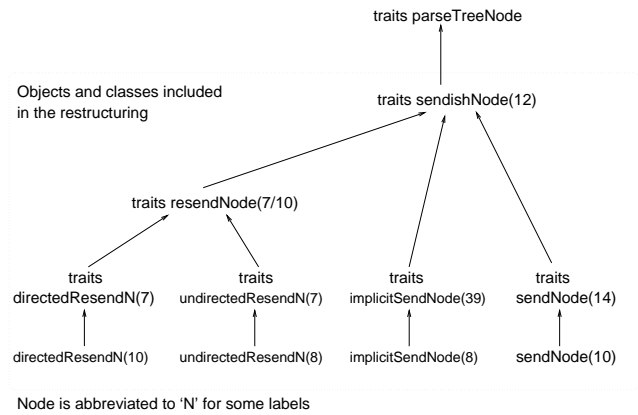 traits parseTreeNode
Objects and classes included
in the restructuring
traits sendishNode(12)
traits resendNode(7/10)
traits
directedResendN(7)
traits
undirectedResendN(7)
traits
implicitSendNode(39)
traits
sendNode(14)
directedResendN(10)
undirectedResendN(8)
implicitSendNode(8)
sendNode(10)
Node is abbreviated to ‘N’ for some labels